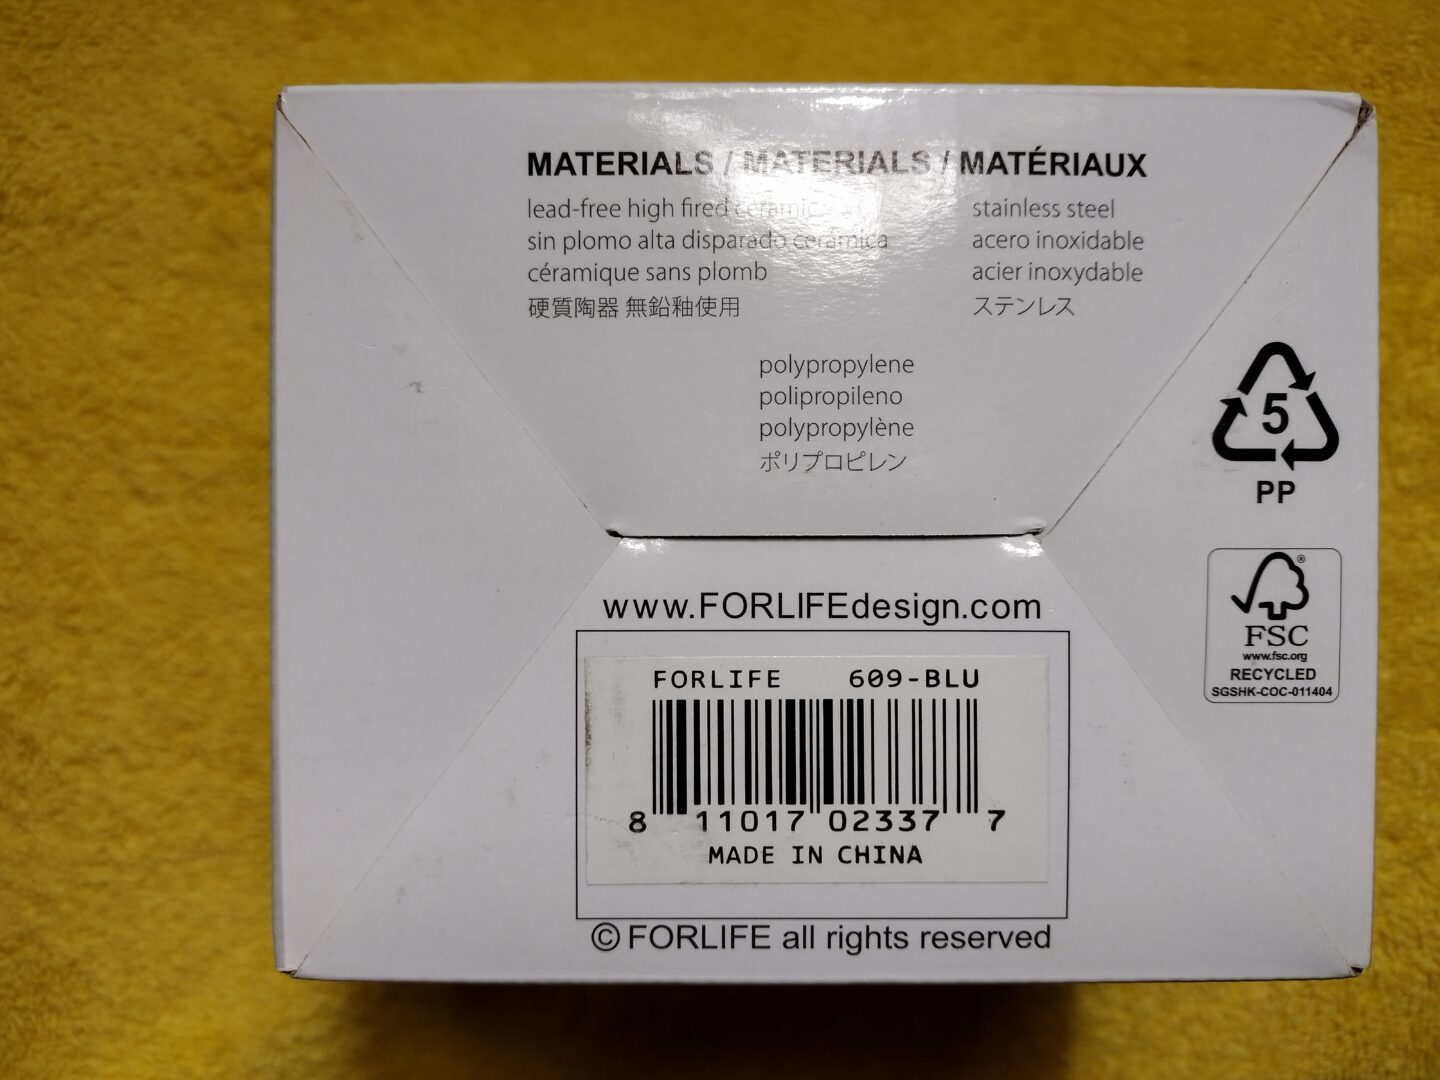 MATERIALS / MATERIALS / MATÉRIAUX
lead-free high fired ceramic
sin plomo alta disparado cerámica
céramique sans plomb
硬質陶器 無鉛釉使用
stainless steel
acero inoxidable
acier inoxydable
ステンレス
polypropylene
polipropileno
polypropylène
ポリプロピレン
5
PP
www.FORLIFEdesign.com
FORLIFE 609-BLU
8 11017 02337 7
MADE IN CHINA
© FORLIFE all rights reserved
®
FSC
www.fsc.org
RECYCLED
SGSHK-COC-011404